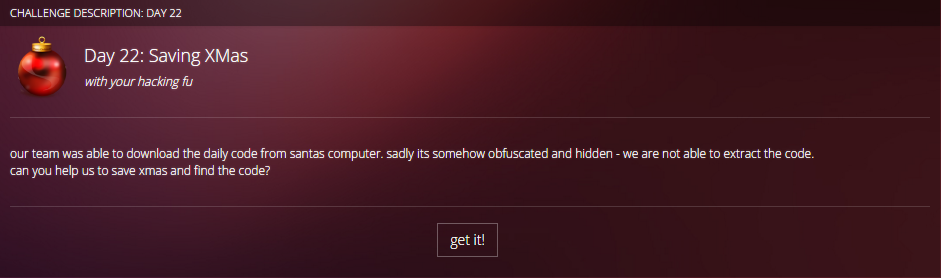 CHALLENGE DESCRIPTION: DAY 22
Day 22: Saving XMas
with your hacking fu
our team was able to download the daily code from santas computer. sadly its somehow obfuscated and hidden - we are not able to extract the code.
can you help us to save xmas and find the code?
get it!